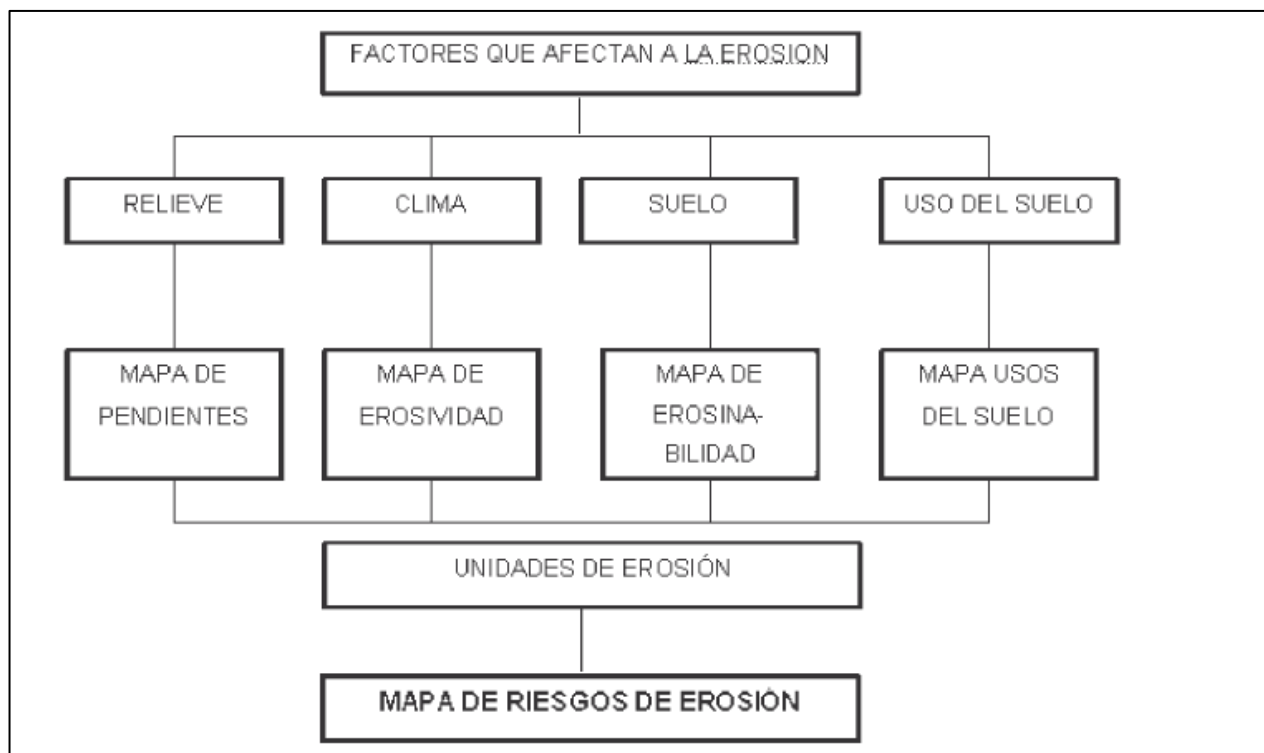 FACTORES QUE AFECTAN A LA EROSION
RELIEVE
CLIMA
SUELO
USO DEL SUELO
MAPA DE
PENDIENTES
MAPA DE
EROSIVIDAD
MAPA DE
EROSINA-
BILIDAD
MAPA USOS
DEL SUELO
UNIDADES DE EROSIÓN
MAPA DE RIESGOS DE EROSIÓN